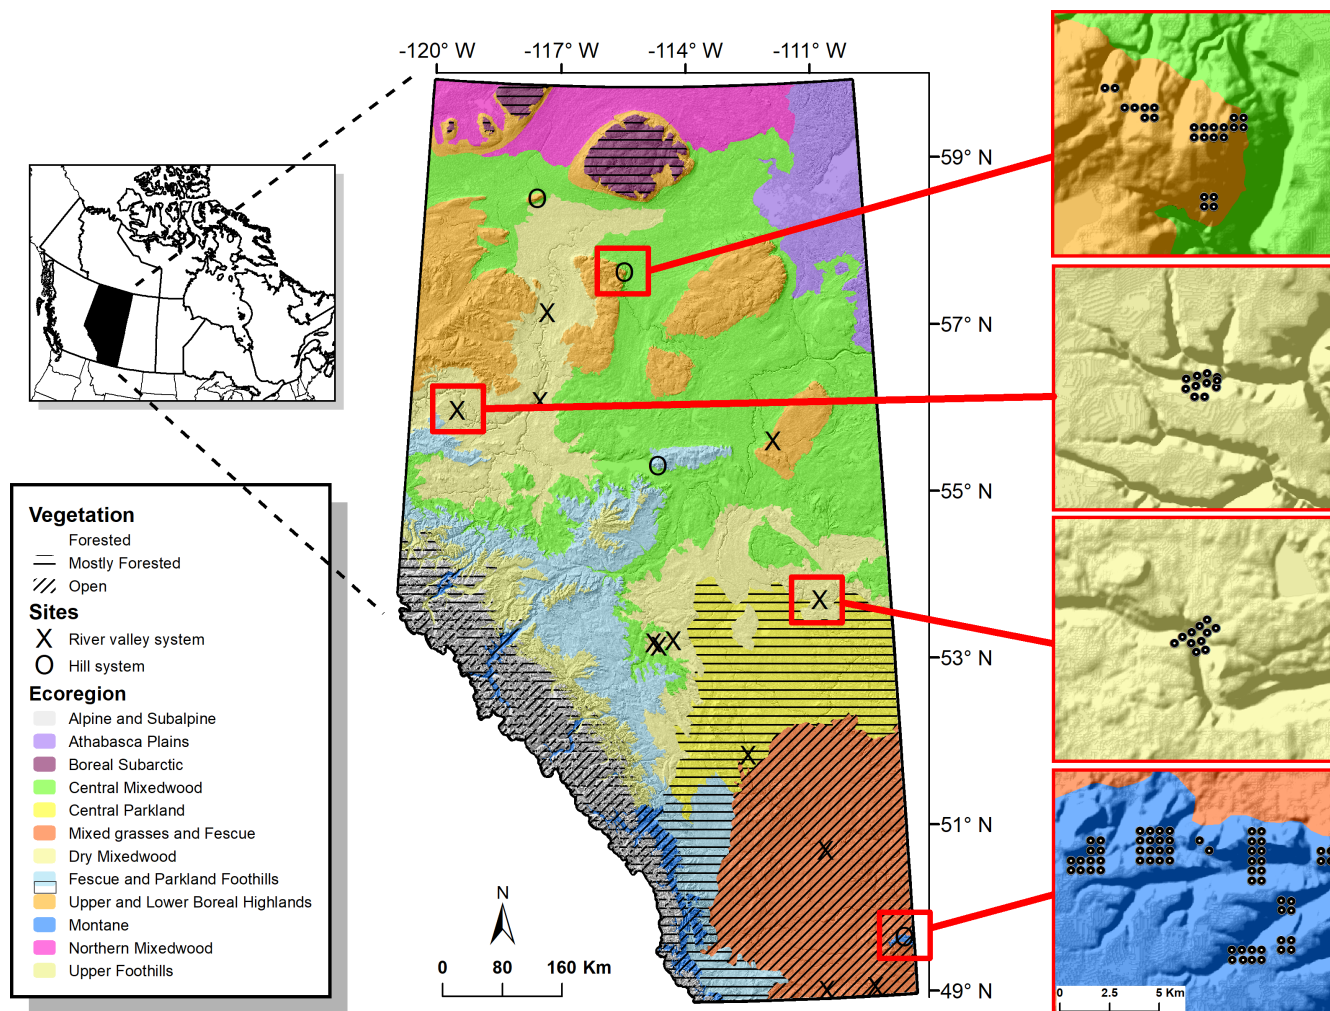 -120° W -117° W -114° W -111° W
59° N
57° N
55° N
53° N
51° N
49° N
O
O
X
X
X
X
O
X
X X X
X
X
O
X X
Vegetation
Forested
Mostly Forested
Open
Sites
X River valley system
O Hill system
Ecoregion
Alpine and Subalpine
Athabasca Plains
Boreal Subarctic
Central Mixedwood
Central Parkland
Mixed grasses and Fescue
Dry Mixedwood
Fescue and Parkland Foothills
Upper and Lower Boreal Highlands
Montane
Northern Mixedwood
Upper Foothills
N
0 80 160 Km
0 2.5 5 Km